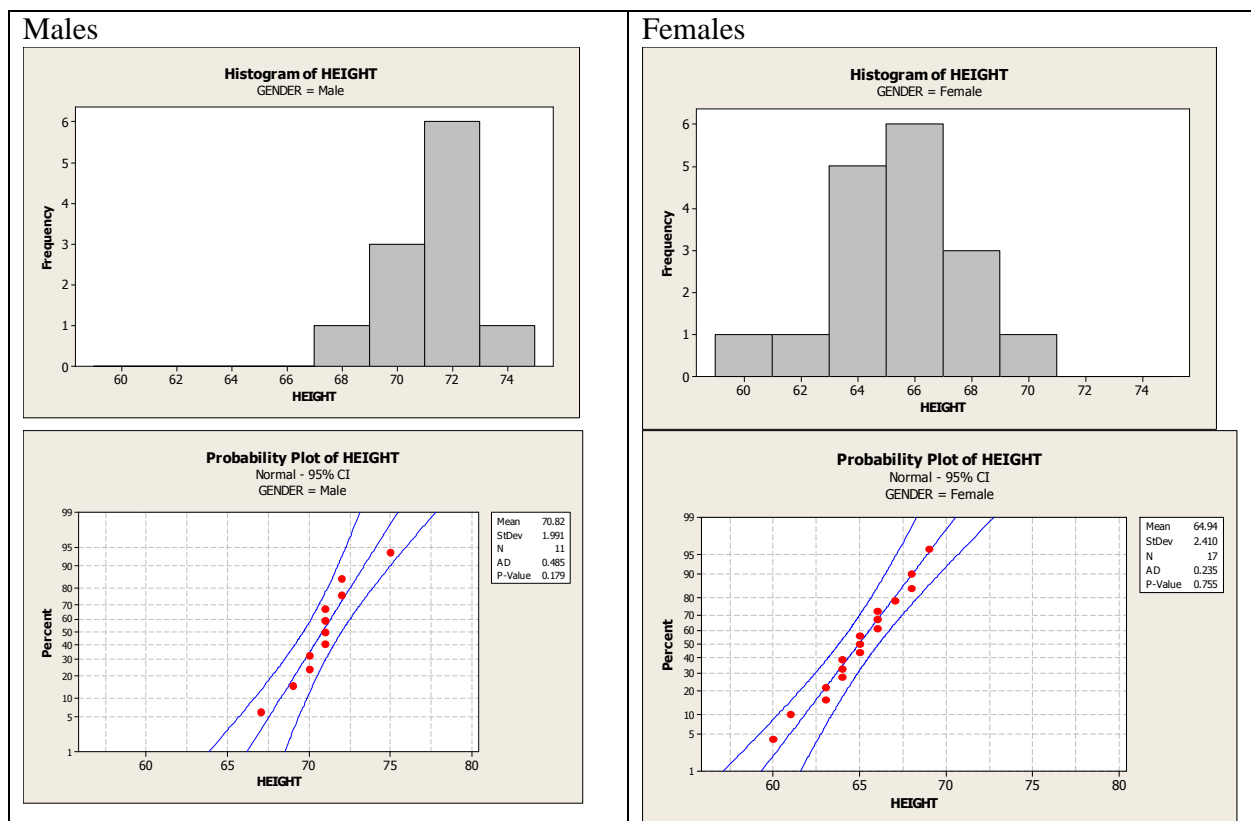 Males
Histogram of HEIGHT
GENDER = Male
6
5
4
3
2
1
0
Frequency
60 62 64 66 68 70 72 74
HEIGHT
Probability Plot of HEIGHT
Normal - 95% CI
GENDER = Male
99
95
90
80
70
60
50
40
30
20
10
5
1
Percent
60 65 70 75 80
HEIGHT
Mean 70.82
StDev 1.991
N 11
AD 0.485
P-Value 0.179
Females
Histogram of HEIGHT
GENDER = Female
6
5
4
3
2
1
0
Frequency
60 62 64 66 68 70 72 74
HEIGHT
Probability Plot of HEIGHT
Normal - 95% CI
GENDER = Female
99
95
90
80
70
60
50
40
30
20
10
5
1
Percent
60 65 70 75 80
HEIGHT
Mean 64.94
StDev 2.410
N 17
AD 0.235
P-Value 0.755